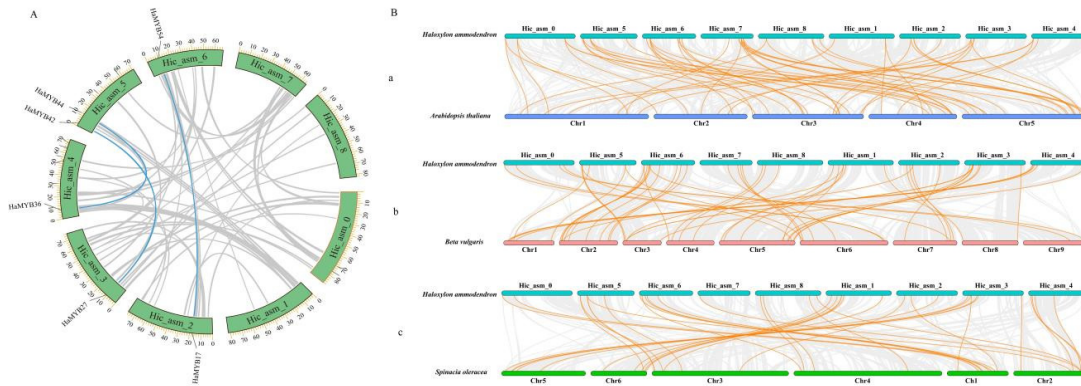 A
HaMYB54
HaMYB44
HaMYB42
HaMYB36
HaMYB27
HaMYB17
Hic_asm_6
Hic_asm_7
Hic_asm_8
Hic_asm_0
Hic_asm_1
Hic_asm_2
Hic_asm_3
Hic_asm_4
Hic_asm_5
B
Hic_asm_0 Hic_asm_5 Hic_asm_6 Hic_asm_7 Hic_asm_8 Hic_asm_1 Hic_asm_2 Hic_asm_3 Hic_asm_4
Haloxylon ammodendron
a
Arabidopsis thaliana
Chr1 Chr2 Chr3 Chr4 Chr5
Hic_asm_0 Hic_asm_5 Hic_asm_6 Hic_asm_7 Hic_asm_8 Hic_asm_1 Hic_asm_2 Hic_asm_3 Hic_asm_4
Haloxylon ammodendron
b
Beta vulgaris
Chr1 Chr2 Chr3 Chr4 Chr5 Chr6 Chr7 Chr8 Chr9
Hic_asm_0 Hic_asm_5 Hic_asm_6 Hic_asm_7 Hic_asm_8 Hic_asm_1 Hic_asm_2 Hic_asm_3 Hic_asm_4
Haloxylon ammodendron
c
Spinacia oleracea
Chr5 Chr6 Chr3 Chr4 Ch1 Chr2